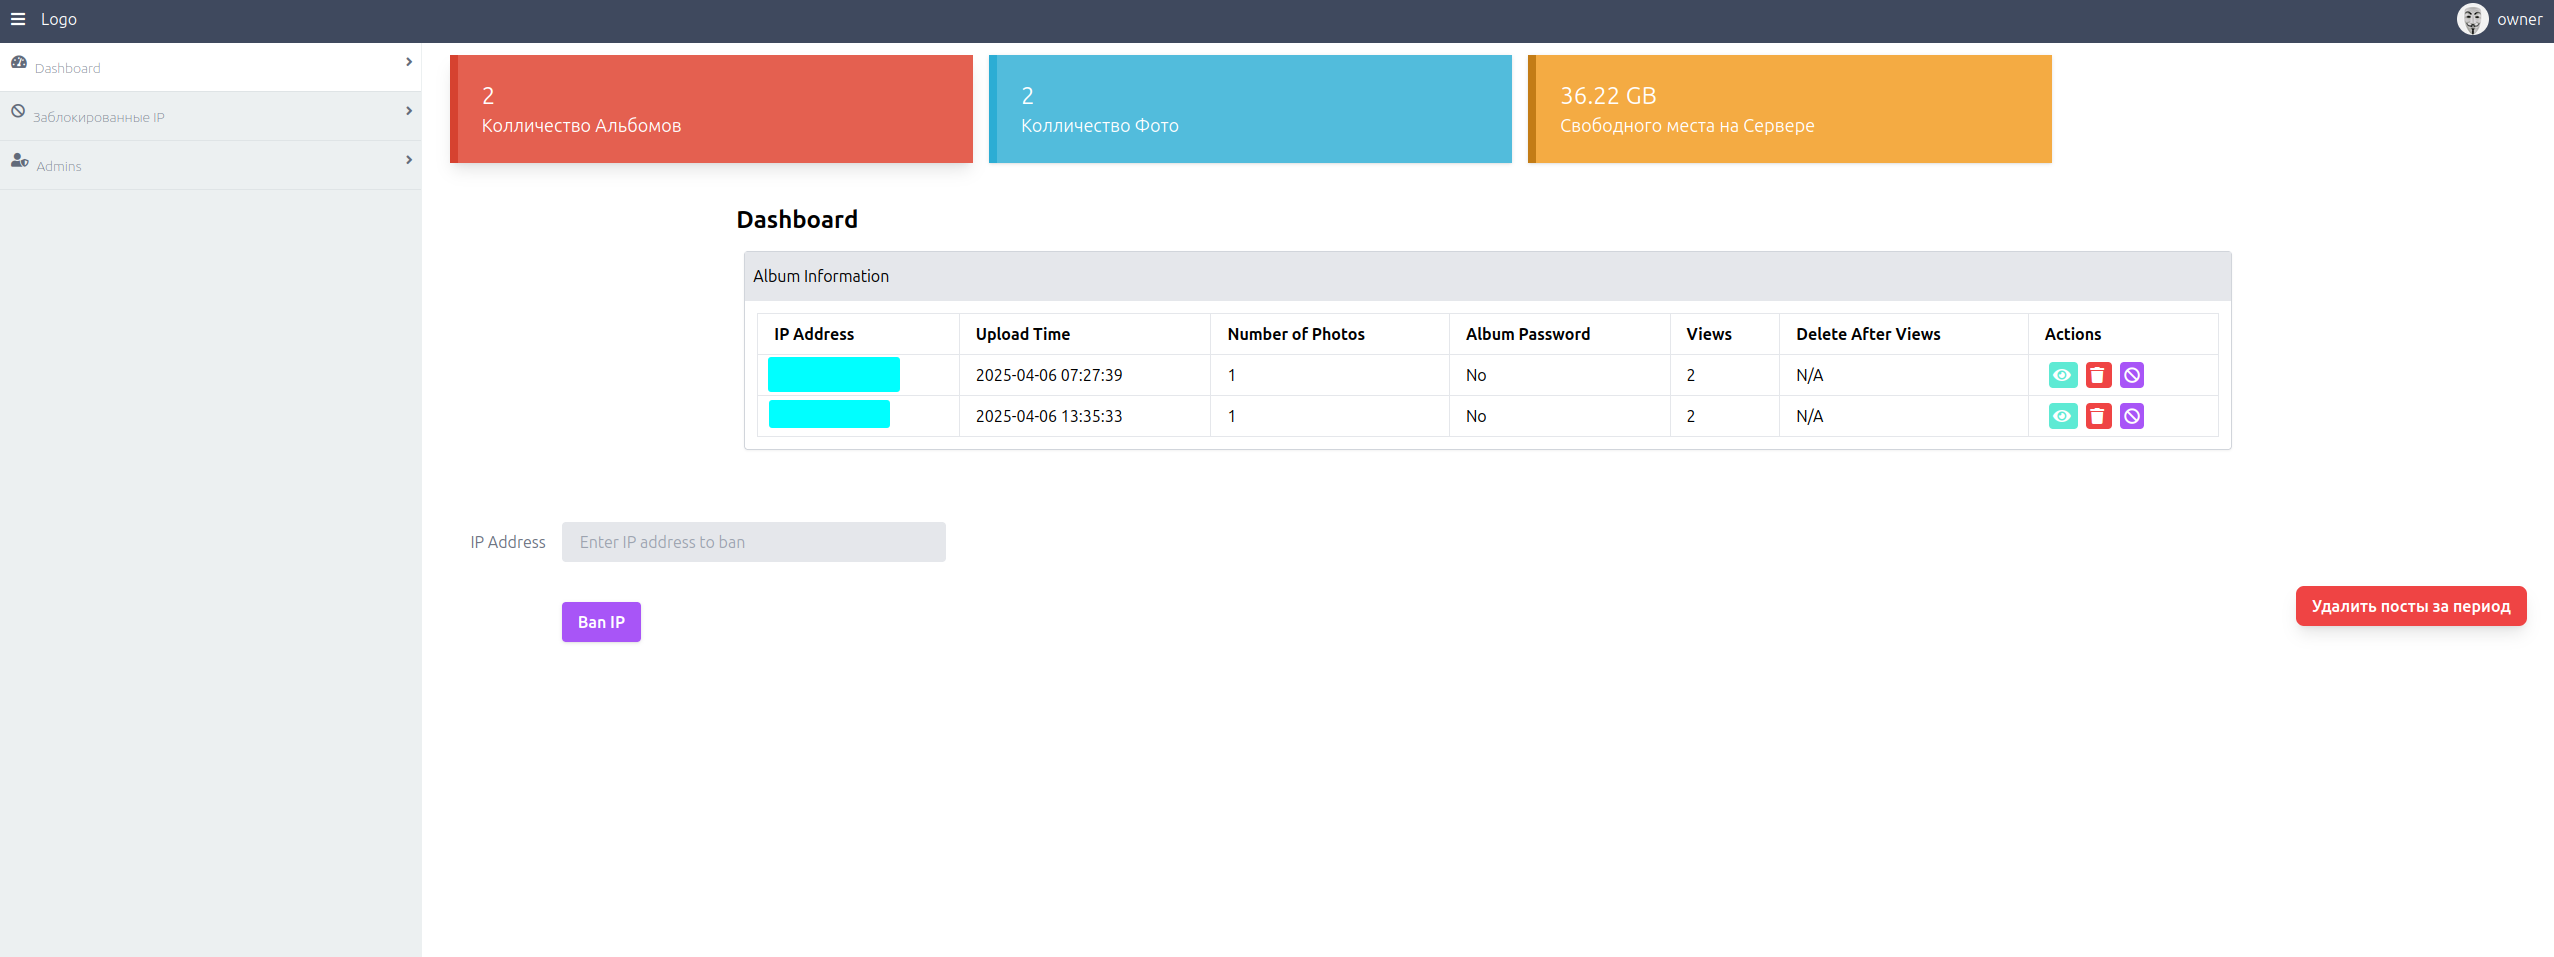 Logo
owner
Dashboard
Заблокированные IP
Admins
2
Колличество Альбомов
2
Колличество Фото
36.22 GB
Свободного места на Сервере
Dashboard
Album Information
IP Address Upload Time Number of Photos Album Password Views Delete After Views Actions
2025-04-06 07:27:39 1 No 2 N/A
2025-04-06 13:35:33 1 No 2 N/A
IP Address Enter IP address to ban
Ban IP
Удалить посты за период